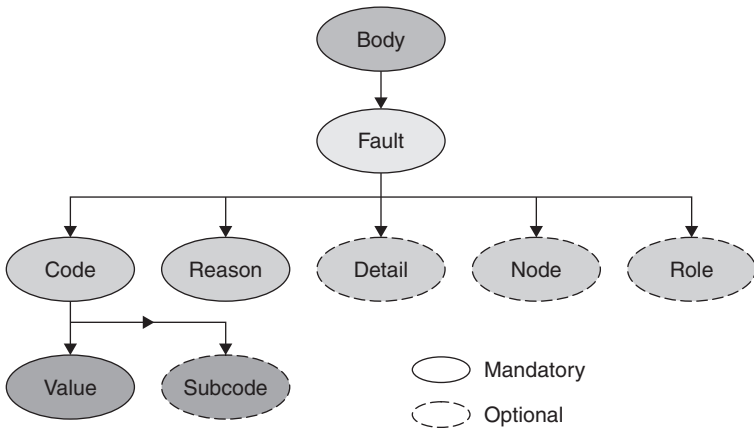 Body
Fault
Code
Reason
Detail
Node
Role
Value
Subcode
Mandatory
Optional